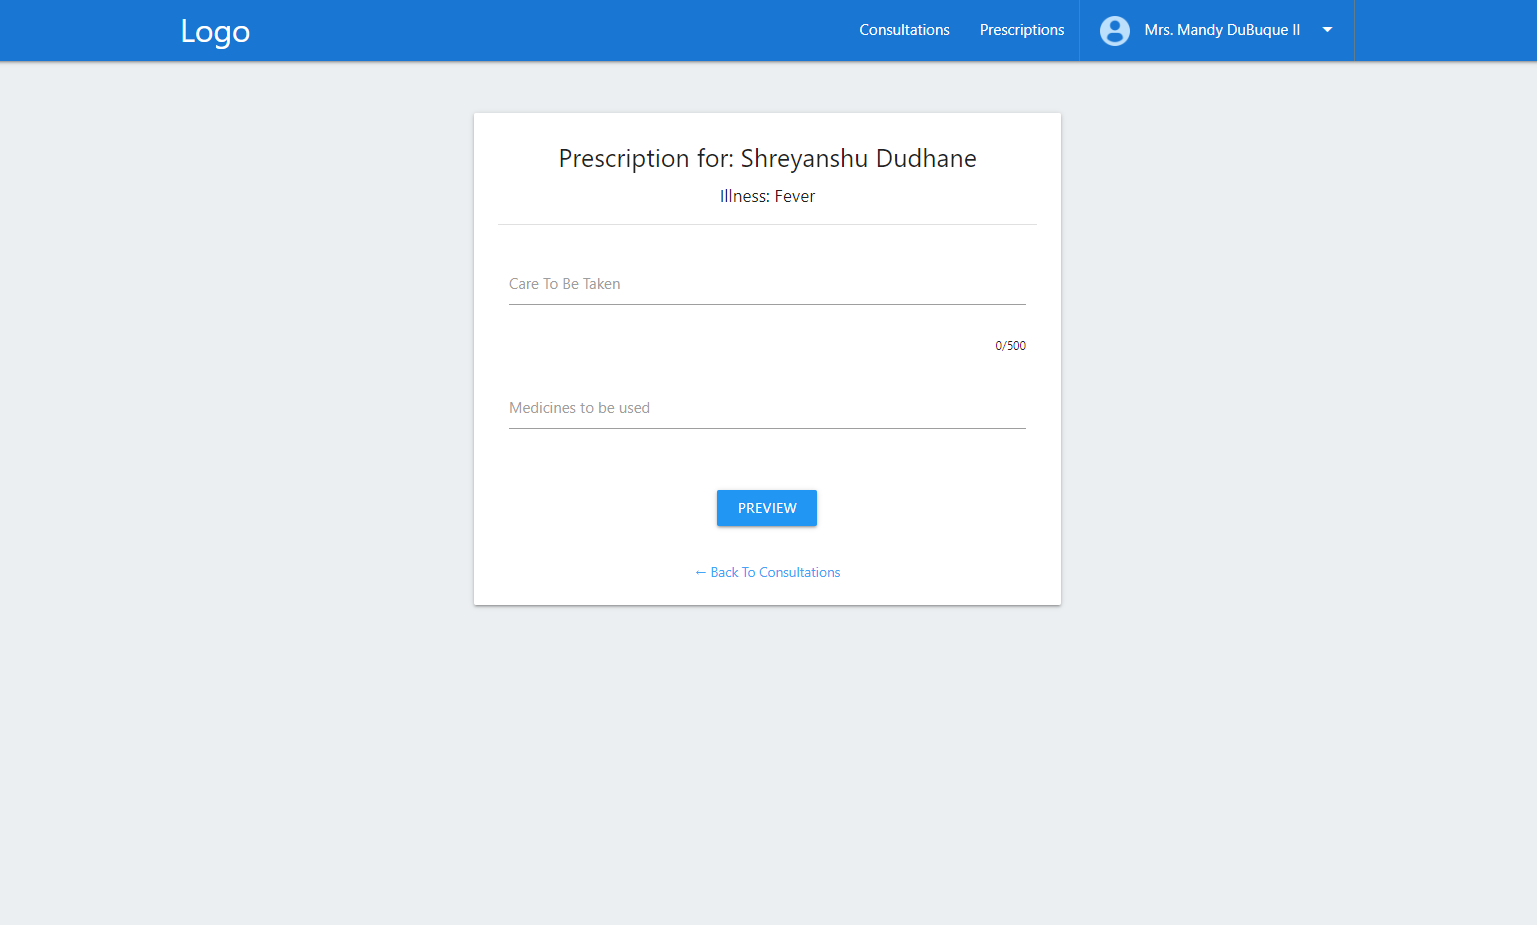 Logo
Consultations
Prescriptions
Mrs. Mandy DuBuque II
Prescription for: Shreyanshu Dudhane
Illness: Fever
Care To Be Taken
0/500
Medicines to be used
PREVIEW
← Back To Consultations